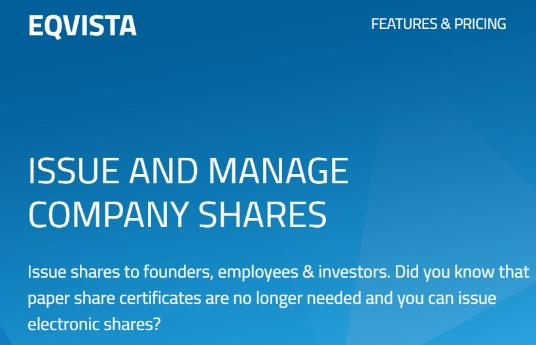 EQVISTA
FEATURES & PRICING
ISSUE AND MANAGE
COMPANY SHARES
Issue shares to founders, employees & investors. Did you know that
paper share certificates are no longer needed and you can issue
electronic shares?